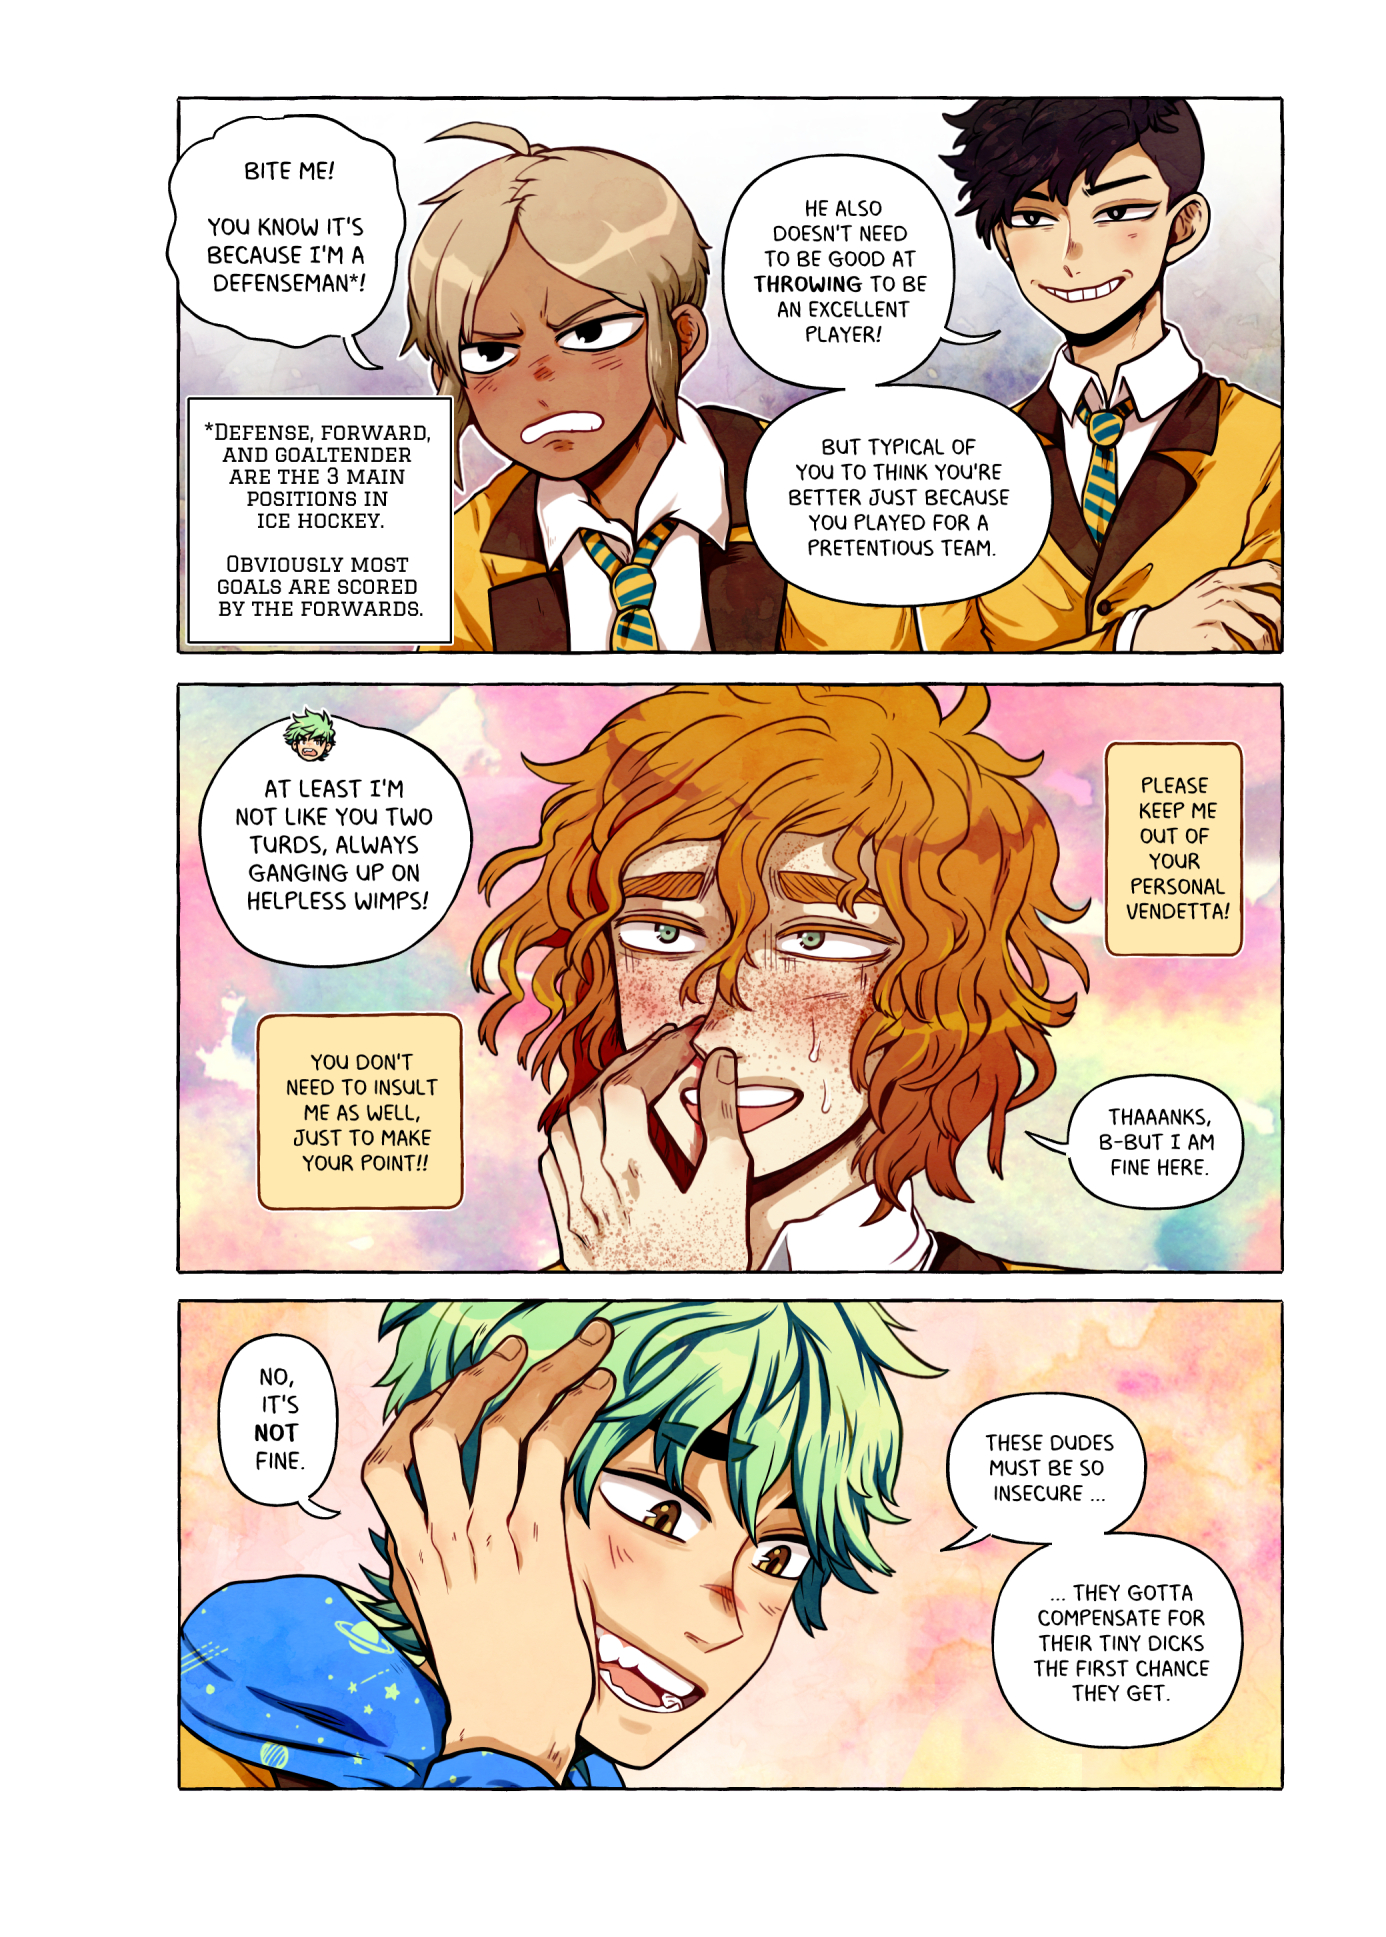 BITE ME!
YOU KNOW IT'S
BECAUSE I'M A
DEFENSEMAN*!
*DEFENSE, FORWARD,
AND GOALTENDER
ARE THE 3 MAIN
POSITIONS IN
ICE HOCKEY.
OBVIOUSLY MOST
GOALS ARE SCORED
BY THE FORWARDS.
HE ALSO
DOESN'T NEED
TO BE GOOD AT
THROWING TO BE
AN EXCELLENT
PLAYER!
BUT TYPICAL OF
YOU TO THINK YOU'RE
BETTER JUST BECAUSE
YOU PLAYED FOR A
PRETENTIOUS TEAM.
AT LEAST I'M
NOT LIKE YOU TWO
TURDS, ALWAYS
GANGING UP ON
HELPLESS WIMPS!
YOU DON'T
NEED TO INSULT
ME AS WELL,
JUST TO MAKE
YOUR POINT!!
PLEASE
KEEP ME
OUT OF
YOUR
PERSONAL
VENDETTA!
THAAANKS,
B-BUT I AM
FINE HERE.
NO,
IT'S
NOT
FINE.
THESE DUDES
MUST BE SO
INSECURE ...
... THEY GOTTA
COMPENSATE FOR
THEIR TINY DICKS
THE FIRST CHANCE
THEY GET.